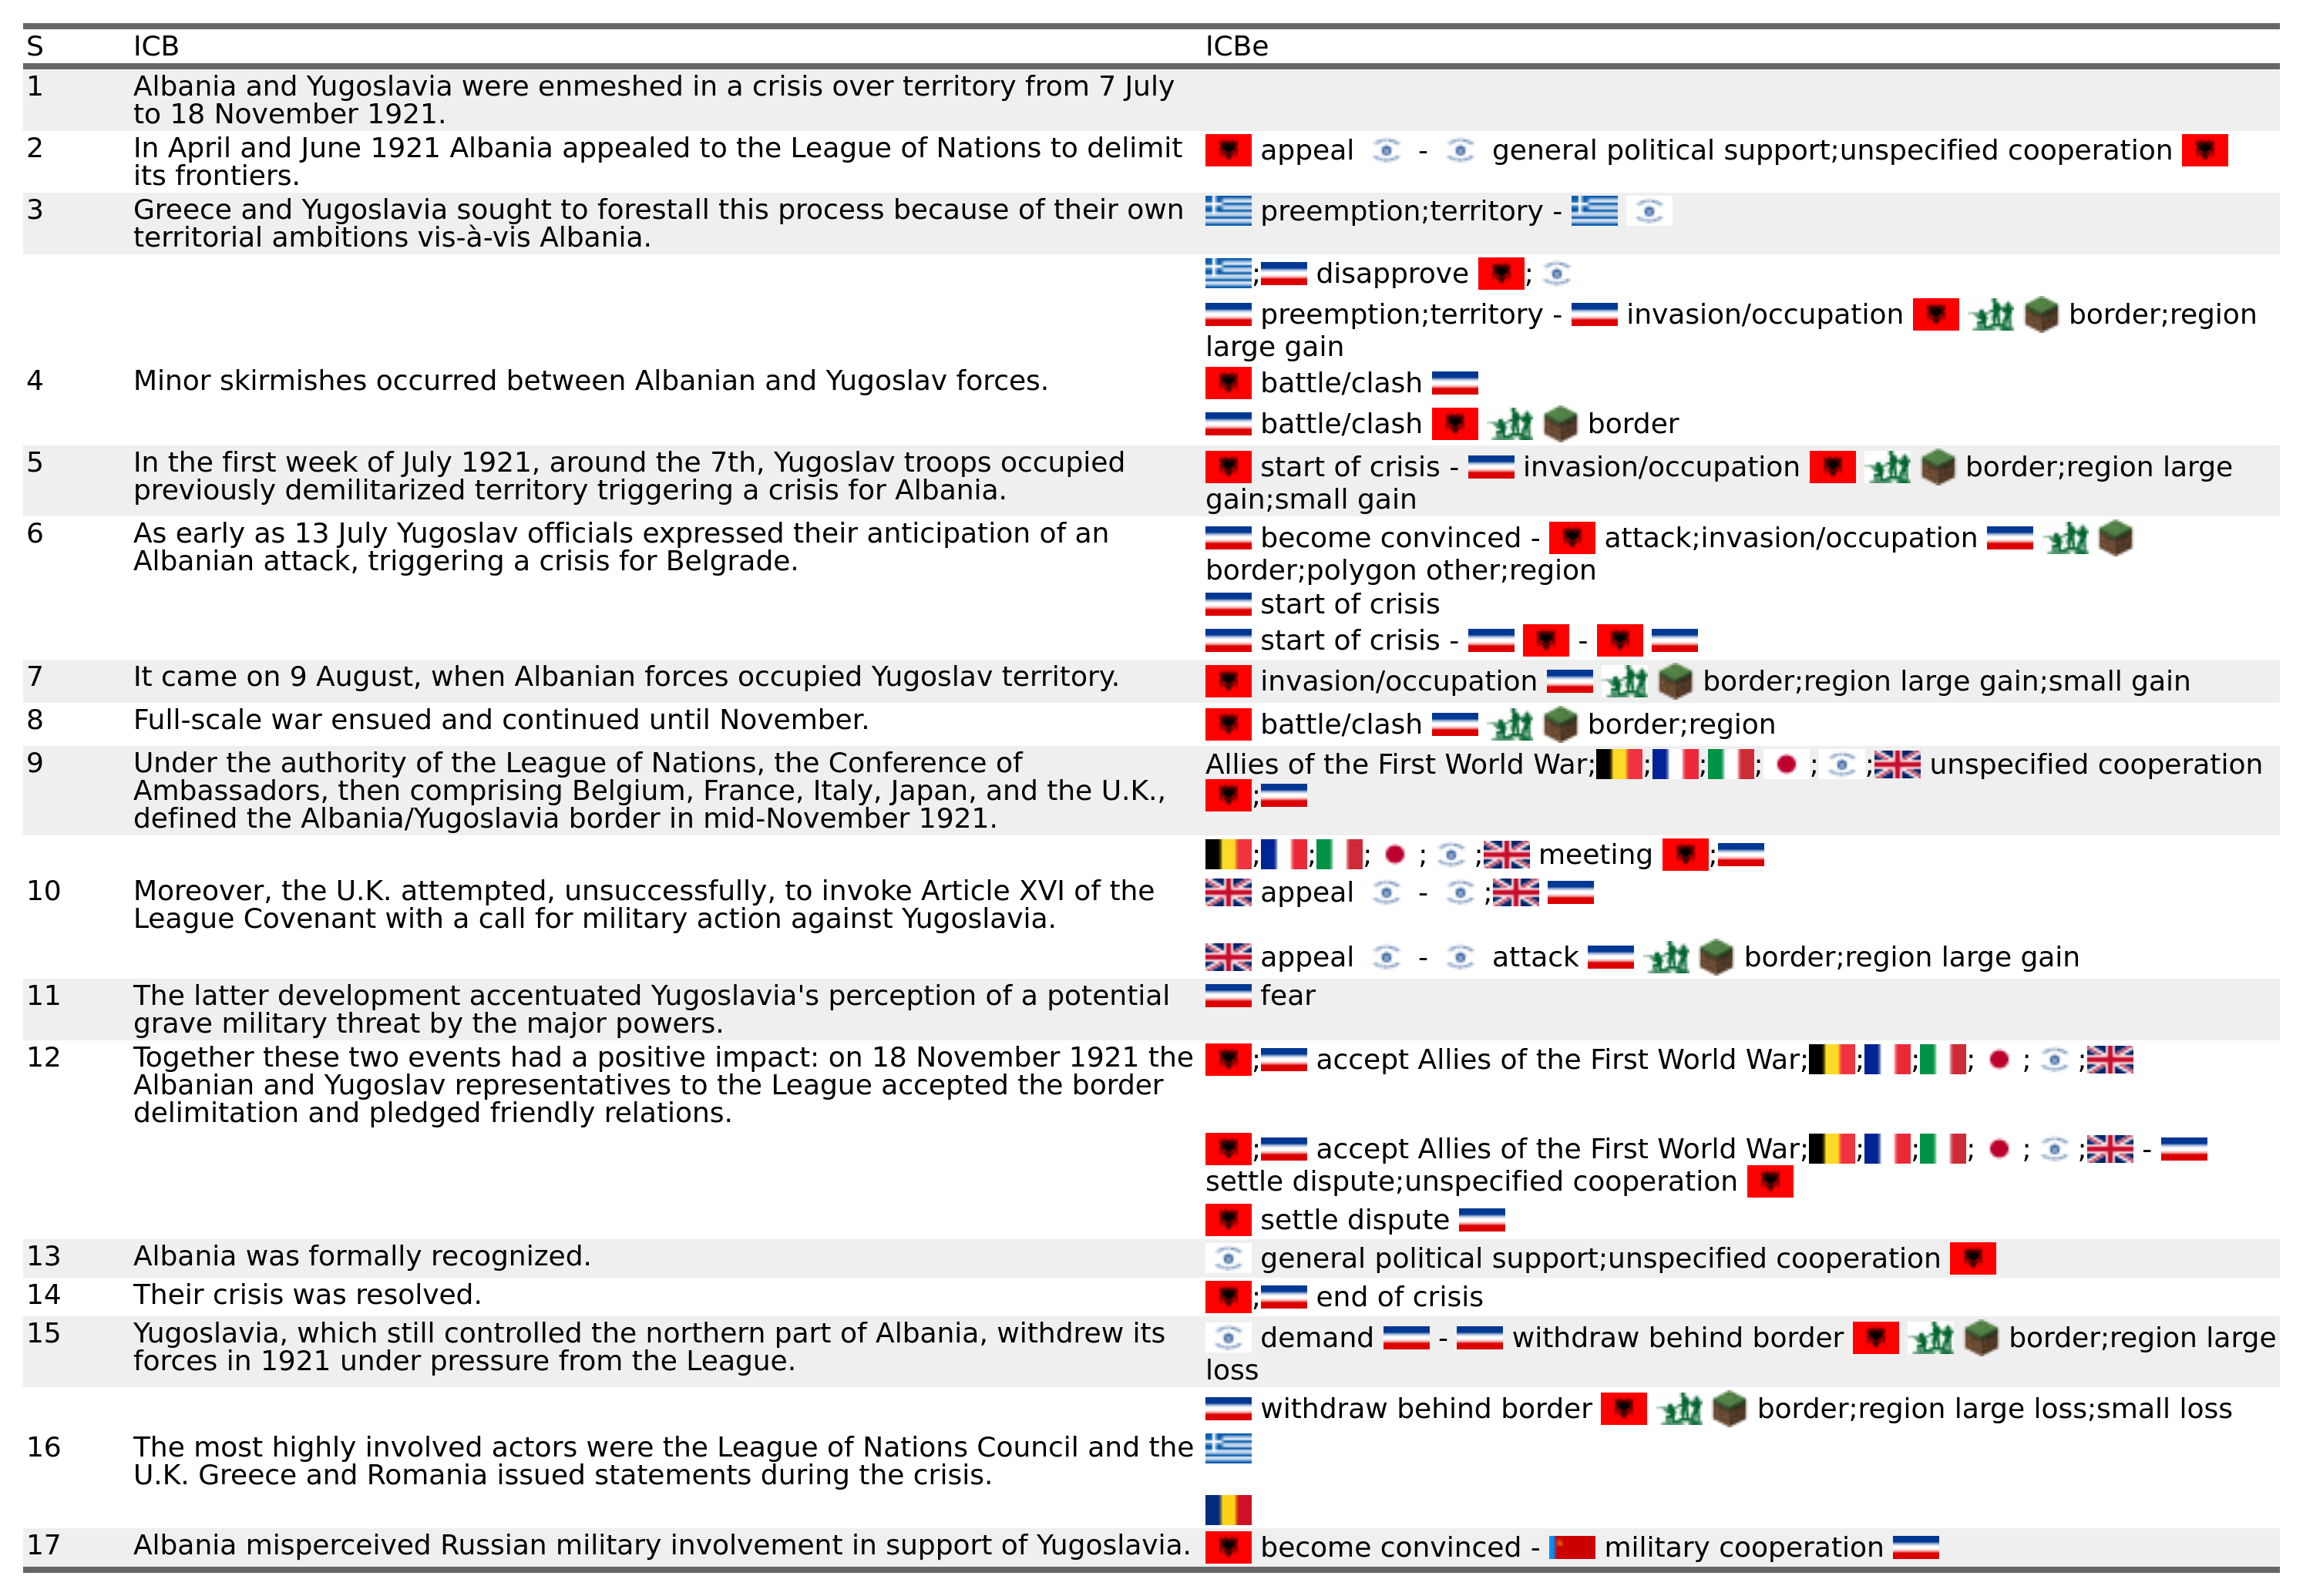 S ICB ICBe
1 Albania and Yugoslavia were enmeshed in a crisis over territory from 7 July
to 18 November 1921.
2 In April and June 1921 Albania appealed to the League of Nations to delimit
its frontiers.
appeal - general political support;unspecified cooperation
3 Greece and Yugoslavia sought to forestall this process because of their own
territorial ambitions vis-à-vis Albania.
preemption;territory -
; disapprove ;
preemption;territory - invasion/occupation border;region
large gain
4 Minor skirmishes occurred between Albanian and Yugoslav forces.
battle/clash
battle/clash border
5 In the first week of July 1921, around the 7th, Yugoslav troops occupied
previously demilitarized territory triggering a crisis for Albania.
start of crisis - invasion/occupation border;region large
gain;small gain
6 As early as 13 July Yugoslav officials expressed their anticipation of an
Albanian attack, triggering a crisis for Belgrade.
become convinced - attack;invasion/occupation
border;polygon other;region
start of crisis
start of crisis - -
7 It came on 9 August, when Albanian forces occupied Yugoslav territory.
invasion/occupation border;region large gain;small gain
8 Full-scale war ensued and continued until November.
battle/clash border;region
9 Under the authority of the League of Nations, the Conference of
Ambassadors, then comprising Belgium, France, Italy, Japan, and the U.K.,
defined the Albania/Yugoslavia border in mid-November 1921.
Allies of the First World War; ; ; ; ; ; unspecified cooperation
;
; ; ; ; ; meeting ;
10 Moreover, the U.K. attempted, unsuccessfully, to invoke Article XVI of the
League Covenant with a call for military action against Yugoslavia.
appeal - ;
appeal - attack border;region large gain
11 The latter development accentuated Yugoslavia's perception of a potential
grave military threat by the major powers.
fear
12 Together these two events had a positive impact: on 18 November 1921 the
Albanian and Yugoslav representatives to the League accepted the border
delimitation and pledged friendly relations.
; accept Allies of the First World War; ; ; ; ; ;
; accept Allies of the First World War; ; ; ; ; ; -
settle dispute;unspecified cooperation
settle dispute
13 Albania was formally recognized.
general political support;unspecified cooperation
14 Their crisis was resolved.
; end of crisis
15 Yugoslavia, which still controlled the northern part of Albania, withdrew its
forces in 1921 under pressure from the League.
demand - withdraw behind border border;region large
loss
withdraw behind border border;region large loss;small loss
16 The most highly involved actors were the League of Nations Council and the
U.K. Greece and Romania issued statements during the crisis.
17 Albania misperceived Russian military involvement in support of Yugoslavia.
become convinced - military cooperation